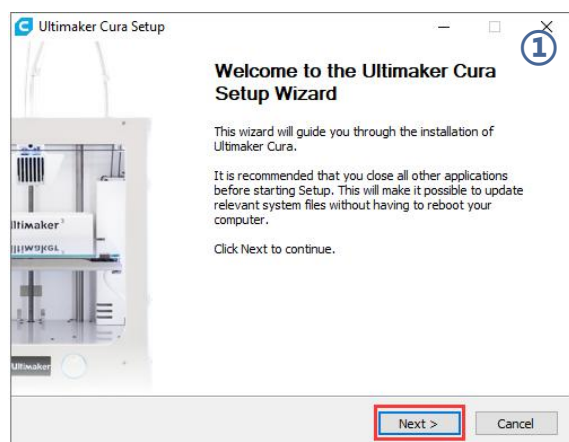 Ultimaker Cura Setup
①
Welcome to the Ultimaker Cura
Setup Wizard
This wizard will guide you through the installation of
Ultimaker Cura.
It is recommended that you close all other applications
before starting Setup. This will make it possible to update
relevant system files without having to reboot your
computer.
Click Next to continue.
Ultimaker³
Ultimaker
Next >
Cancel